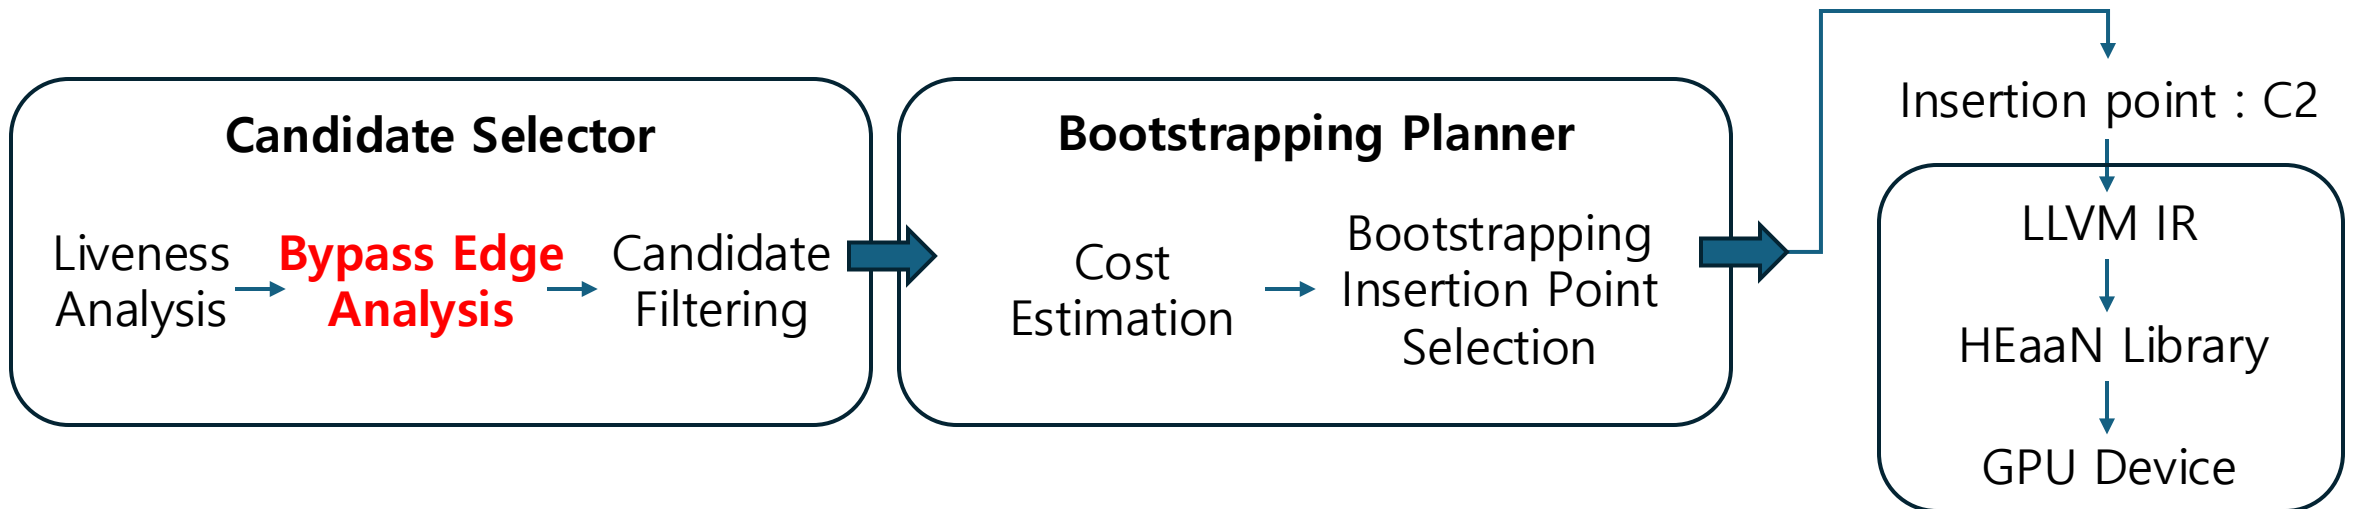 Candidate Selector
Liveness
Analysis
Bypass Edge
Analysis
Candidate
Filtering
Bootstrapping Planner
Cost
Estimation
Bootstrapping
Insertion Point
Selection
Insertion point : C2
LLVM IR
HEaaN Library
GPU Device